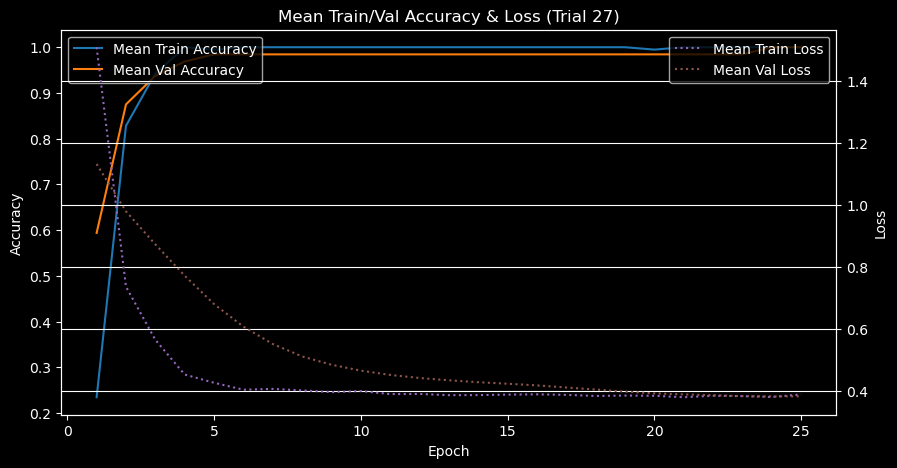 Mean Train/Val Accuracy & Loss (Trial 27)
Mean Train Accuracy
Mean Val Accuracy
Mean Train Loss
Mean Val Loss
Accuracy
1.0
0.9
0.8
0.7
0.6
0.5
0.4
0.3
0.2
1.4
1.2
1.0
0.8
0.6
0.4
Loss
0 5 10 15 20 25
Epoch